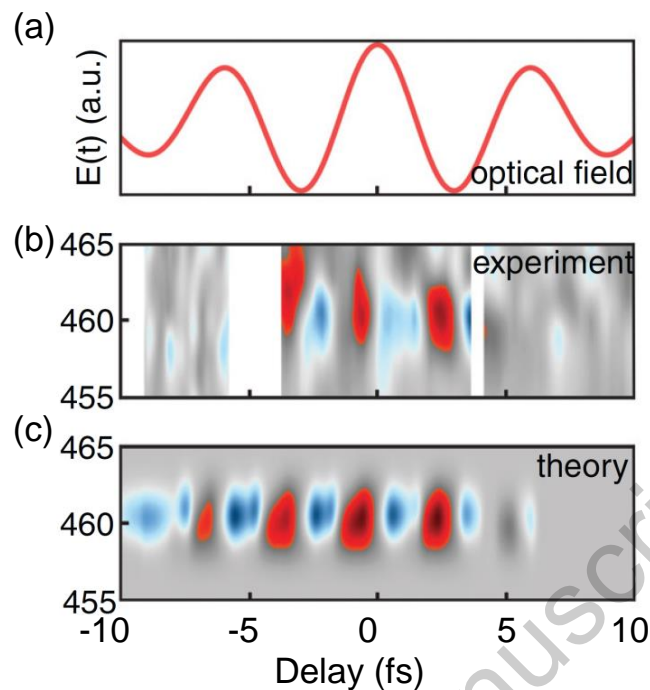 (a)
E(t) (a.u.)
optical field
(b)
465
experiment
460
455
(c)
465
theory
460
455
-10
-5
0
5
10
Delay (fs)